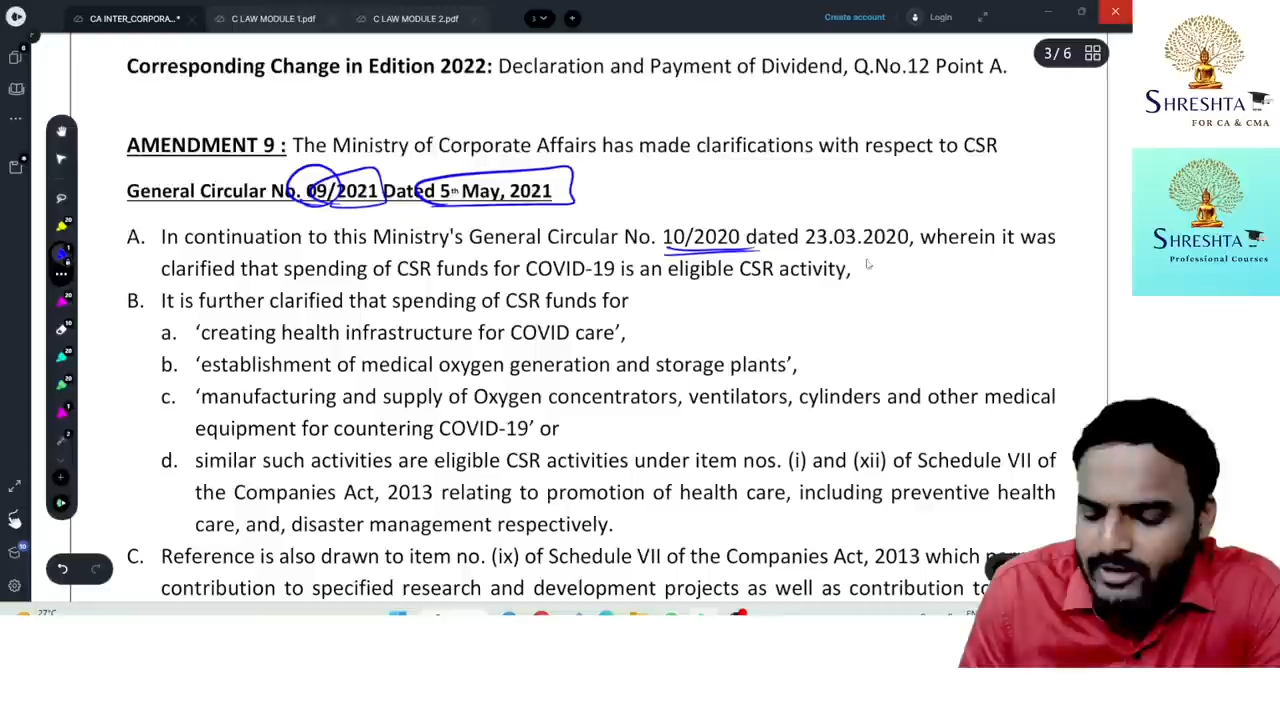 CA INTER_CORPORA...*
C LAW MODULE 1.pdf
C LAW MODULE 2.pdf
3
Create account
Login
3/6
Corresponding Change in Edition 2022: Declaration and Payment of Dividend, Q.No.12 Point A.
AMENDMENT 9 : The Ministry of Corporate Affairs has made clarifications with respect to CSR
General Circular No. 09/2021 Dated 5th May, 2021
A. In continuation to this Ministry's General Circular No. 10/2020 dated 23.03.2020, wherein it was
clarified that spending of CSR funds for COVID-19 is an eligible CSR activity,
B. It is further clarified that spending of CSR funds for
a. ‘creating health infrastructure for COVID care’,
b. ‘establishment of medical oxygen generation and storage plants’,
c. ‘manufacturing and supply of Oxygen concentrators, ventilators, cylinders and other medical
equipment for countering COVID-19’ or
d. similar such activities are eligible CSR activities under item nos. (i) and (xii) of Schedule VII of
the Companies Act, 2013 relating to promotion of health care, including preventive health
care, and, disaster management respectively.
C. Reference is also drawn to item no. (ix) of Schedule VII of the Companies Act, 2013 which
contribution to specified research and development projects as well as contribution to
27°C
SHRESHTA
FOR CA & CMA
SHRESHTA
Professional Courses